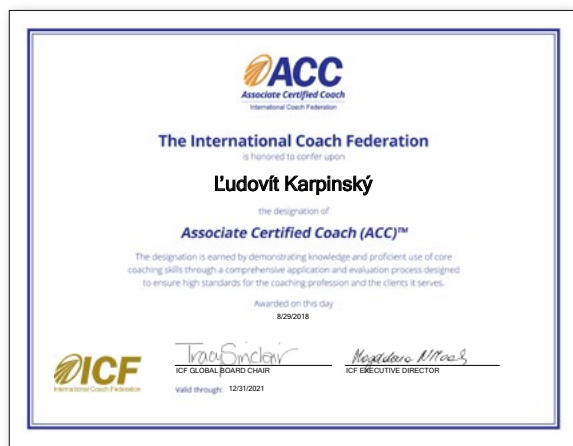 ACC
Associate Certified Coach
International Coach Federation
The International Coach Federation
is honored to confer upon
Ľudovít Karpinský
the designation of
Associate Certified Coach (ACC)™
The designation is earned by demonstrating knowledge and proficient use of core
coaching skills through a comprehensive application and evaluation process designed
to ensure high standards for the coaching profession and the clients it serves.
Awarded on this day
8/29/2018
Tracy Sinclair
ICF GLOBAL BOARD CHAIR
Magdalena
ICF EXECUTIVE DIRECTOR
ICF
International Coach Federation
Valid through: 12/31/2021